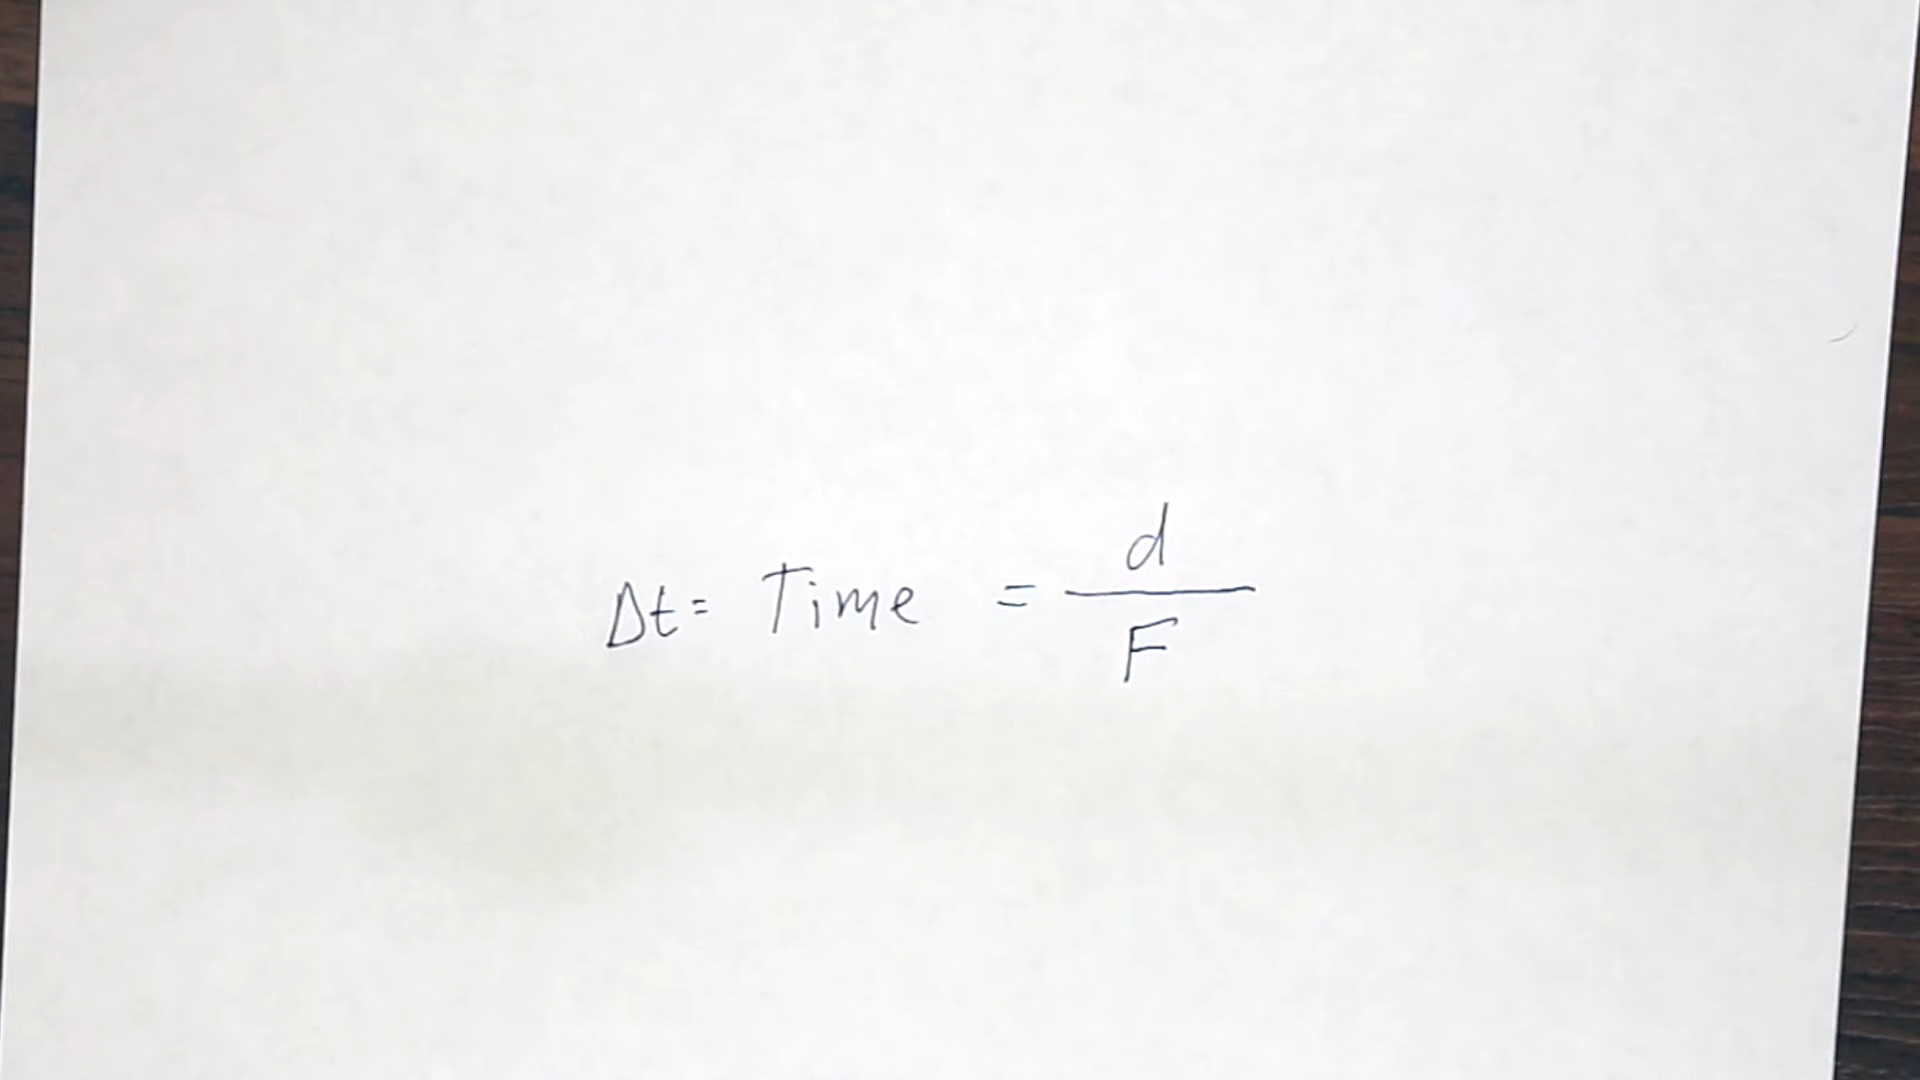 Δt = Time = d / F